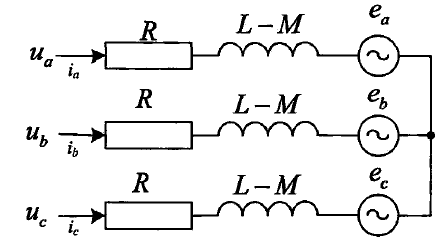 R L−M e_a
u_a i_a
R L−M e_b
u_b i_b
R L−M e_c
u_c i_c